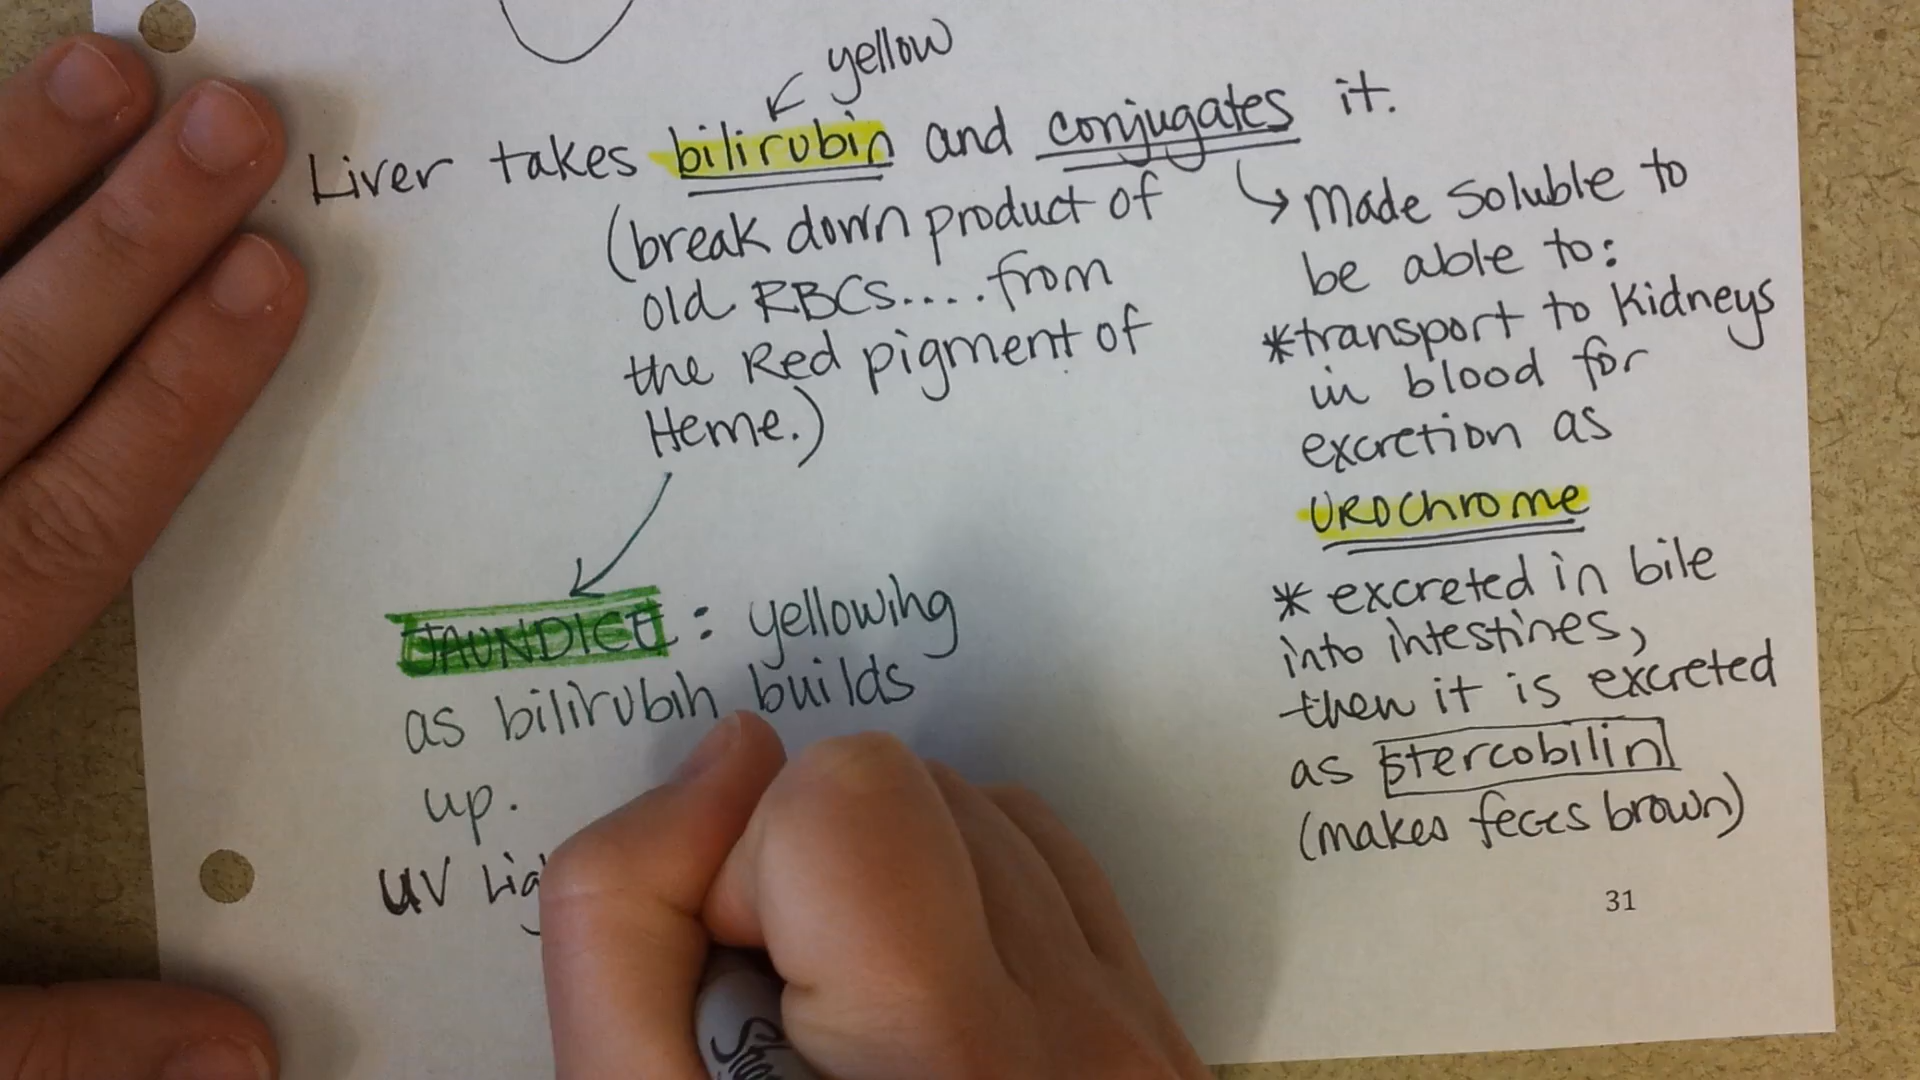 yellow
Liver takes bilirubin and conjugates it.
(break down product of
old RBCs.... from
the Red pigment of
Heme.)
JAUNDICE : yellowing
as bilirubin builds
up.
UV
made soluble to
be able to:
*transport to kidneys
in blood for
excretion as
UROchrome
* excreted in bile
into intestines,
then it is excreted
as stercobilin
(makes feces brown)
31